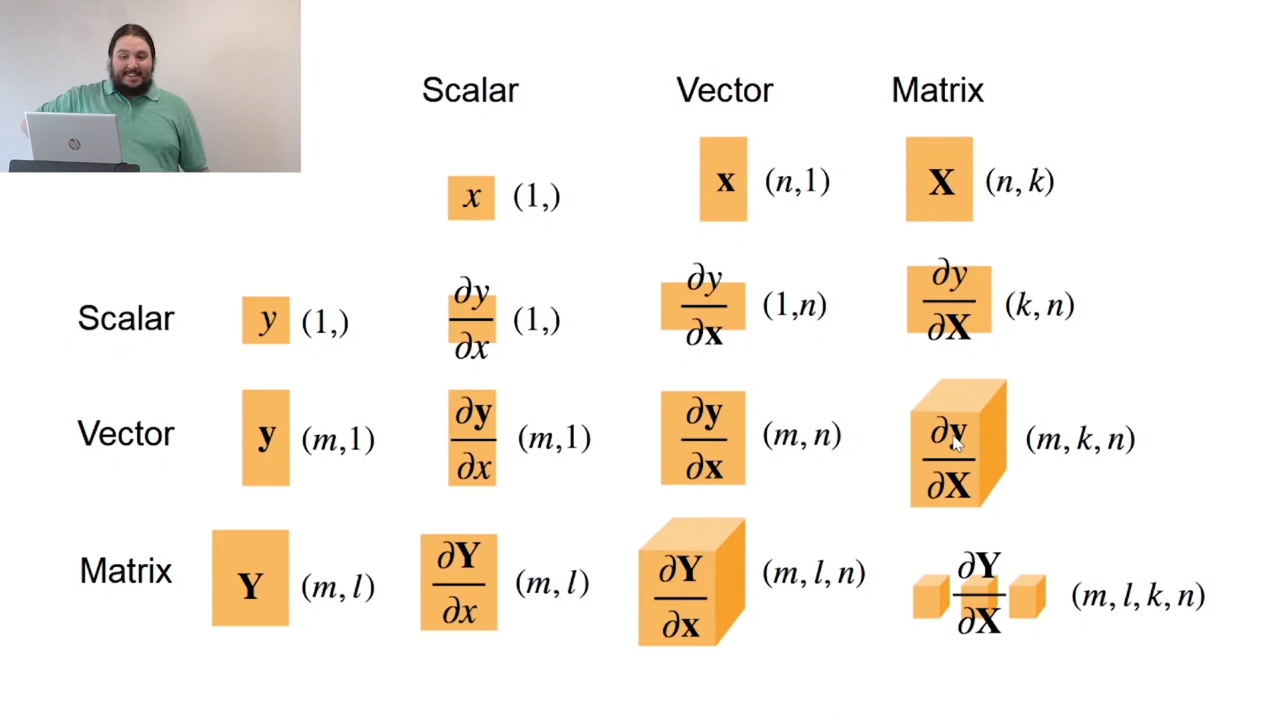 Scalar Vector Matrix
x (1,) x (n,1) X (n, k)
Scalar y (1,) ∂y/∂x (1,) ∂y/∂x (1,n) ∂y/∂X (k, n)
Vector y (m,1) ∂y/∂x (m,1) ∂y/∂x (m, n) ∂y/∂X (m, k, n)
Matrix Y (m, l) ∂Y/∂x (m, l) ∂Y/∂x (m, l, n) ∂Y/∂X (m, l, k, n)